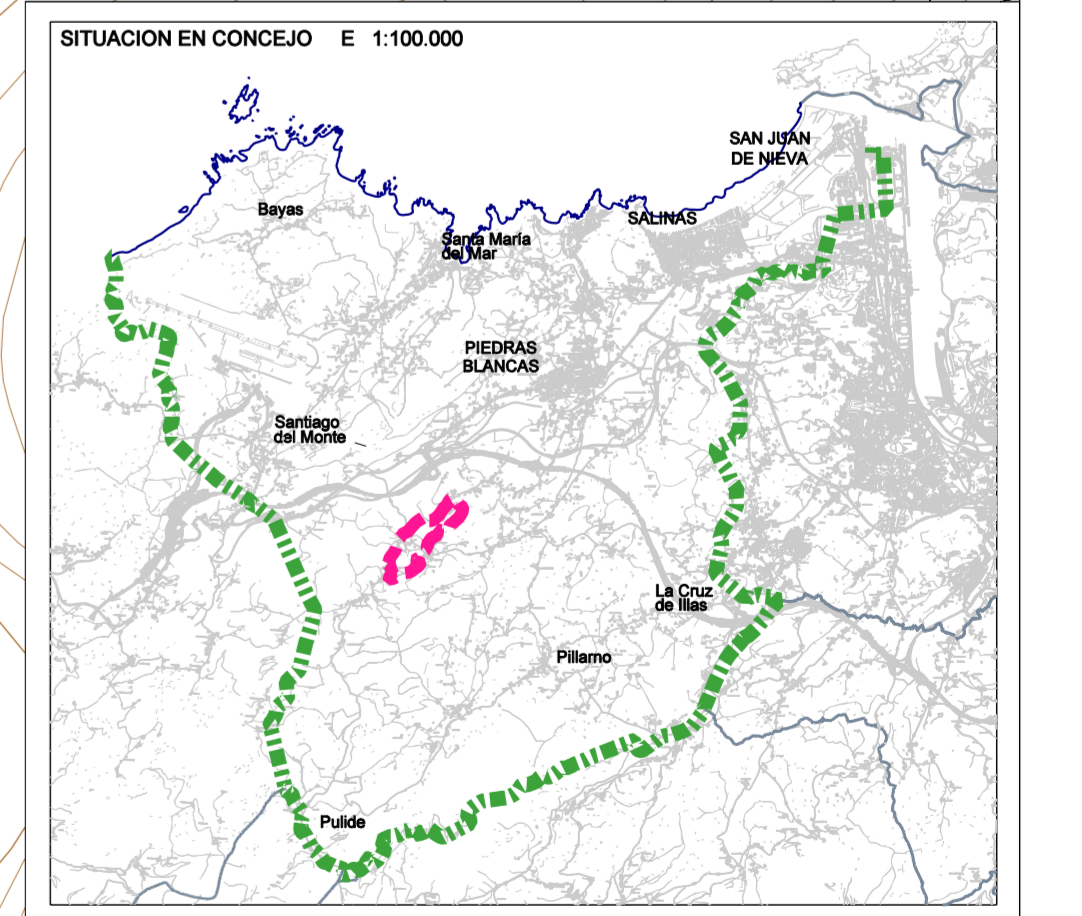 SITUACION EN CONCEJO E 1:100.000
SAN JUAN
DE NIEVA
Bayas
SALINAS
Santa María
del Mar
PIEDRAS
BLANCAS
Santiago
del Monte
La Cruz
de Illas
Pillarno
Pulide